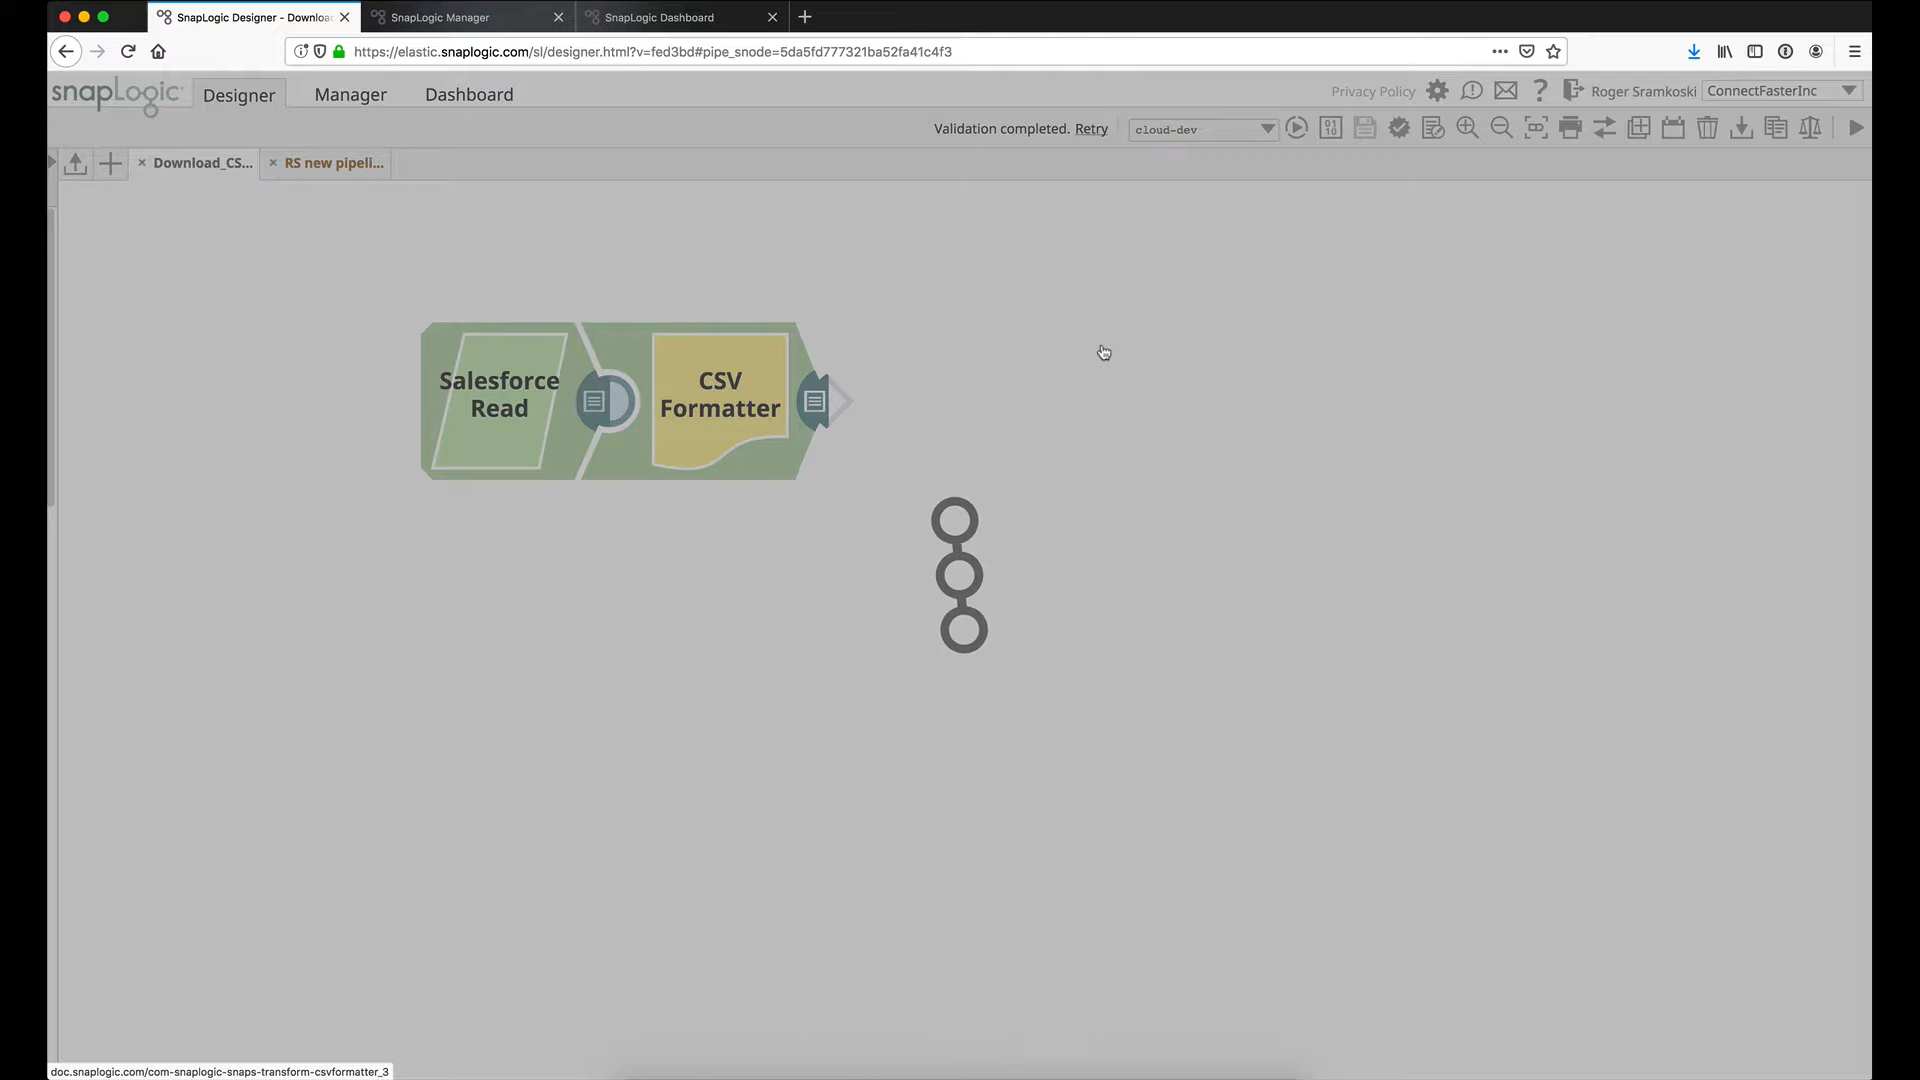 SnapLogic Designer - Downloa
SnapLogic Manager
SnapLogic Dashboard
https://elastic.snaplogic.com/sl/designer.html?v=fed3bd#pipe_snode=5da5fd777321ba52fa41c4f3
snapLogic
Designer
Manager
Dashboard
Privacy Policy
Roger Sramkoski
ConnectFasterInc
Validation completed. Retry
cloud-dev
Download_CS...
RS new pipeli...
Salesforce
Read
CSV
Formatter
doc.snaplogic.com/com-snaplogic-snaps-transform-csvformatter_3